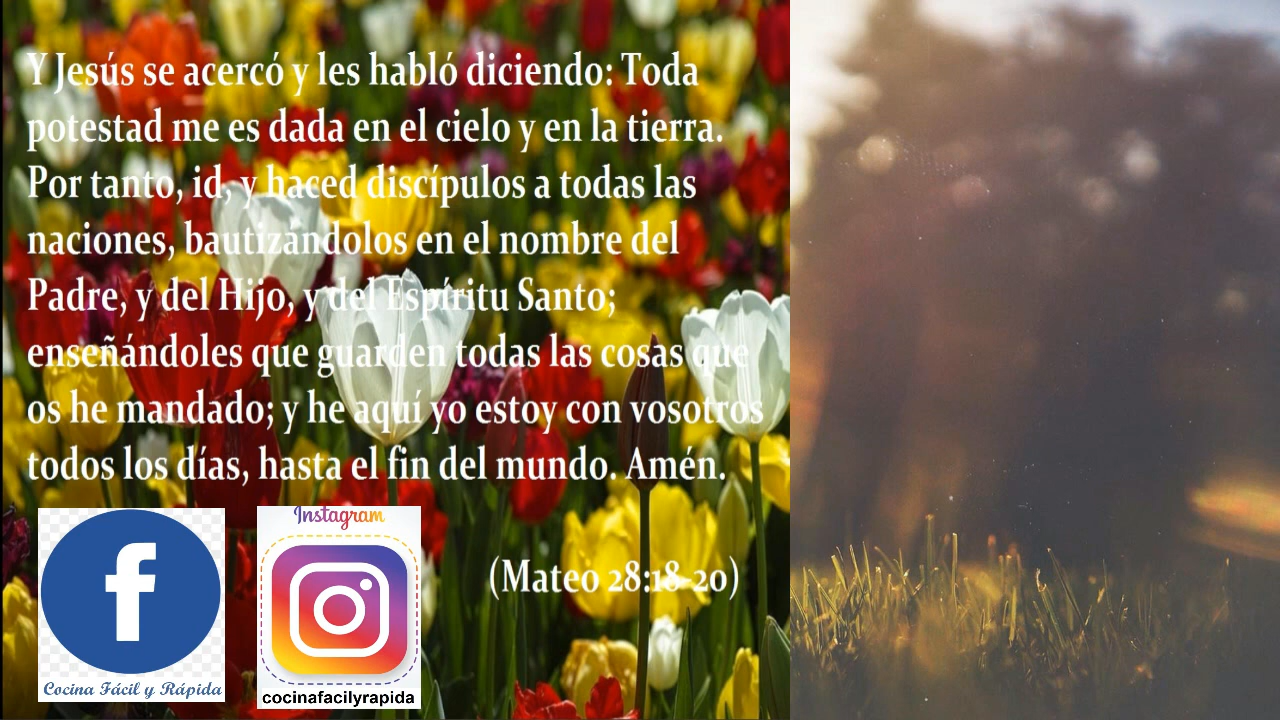 Y Jesús se acercó y les habló diciendo: Toda
potestad me es dada en el cielo y en la tierra.
Por tanto, id, y haced discípulos a todas las
naciones, bautizándolos en el nombre del
Padre, y del Hijo, y del Espíritu Santo;
enseñándoles que guarden todas las cosas que
os he mandado; y he aquí yo estoy con vosotros
todos los días, hasta el fin del mundo. Amén.
(Mateo 28:18-20)
f
Cocina Fácil y Rápida
Instagram
cocinafacilyrapida